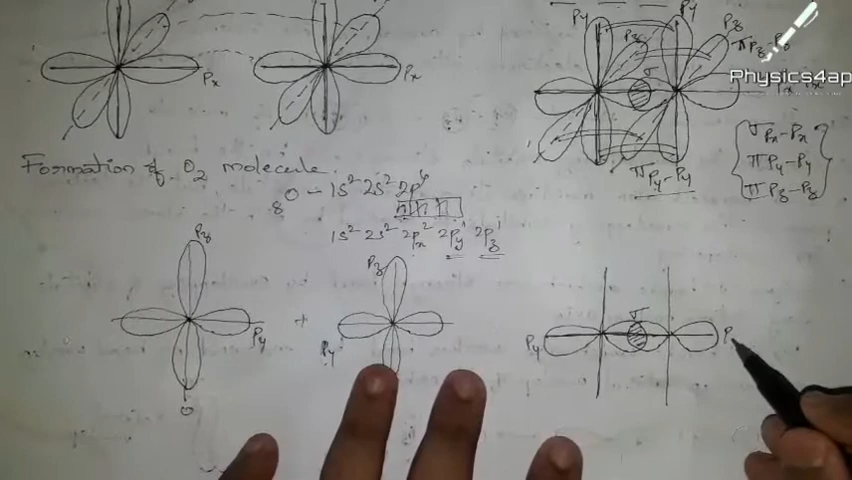 Py
Pz
Pz
Px
Px
σ
πPz-Pz
Physics4ap
πPy-Py
σPx-Px
πPy-Py
πPz-Pz
Formation of O2 molecule.
8O - 1s² 2s² 2p⁴
1s² 2s² 2px² 2py¹ 2pz¹
Pz
Py
O
+
Pz
Py
σ
Py
P